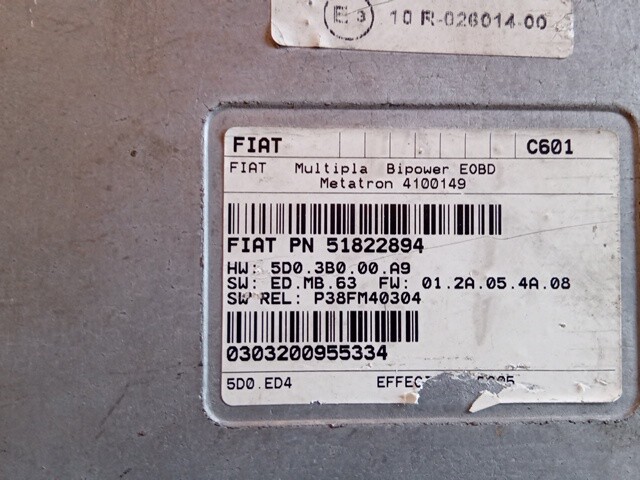 E 3 10 R-026014-00
FIAT C601
FIAT Multipla Bipower EOBD
Metatron 4100149
FIAT PN 51822894
HW: 5D0.3B0.00.A9
SW: ED.MB.63 FW: 01.2A.05.4A.08
SW REL: P38FM40304
0303200955334
5D0.ED4